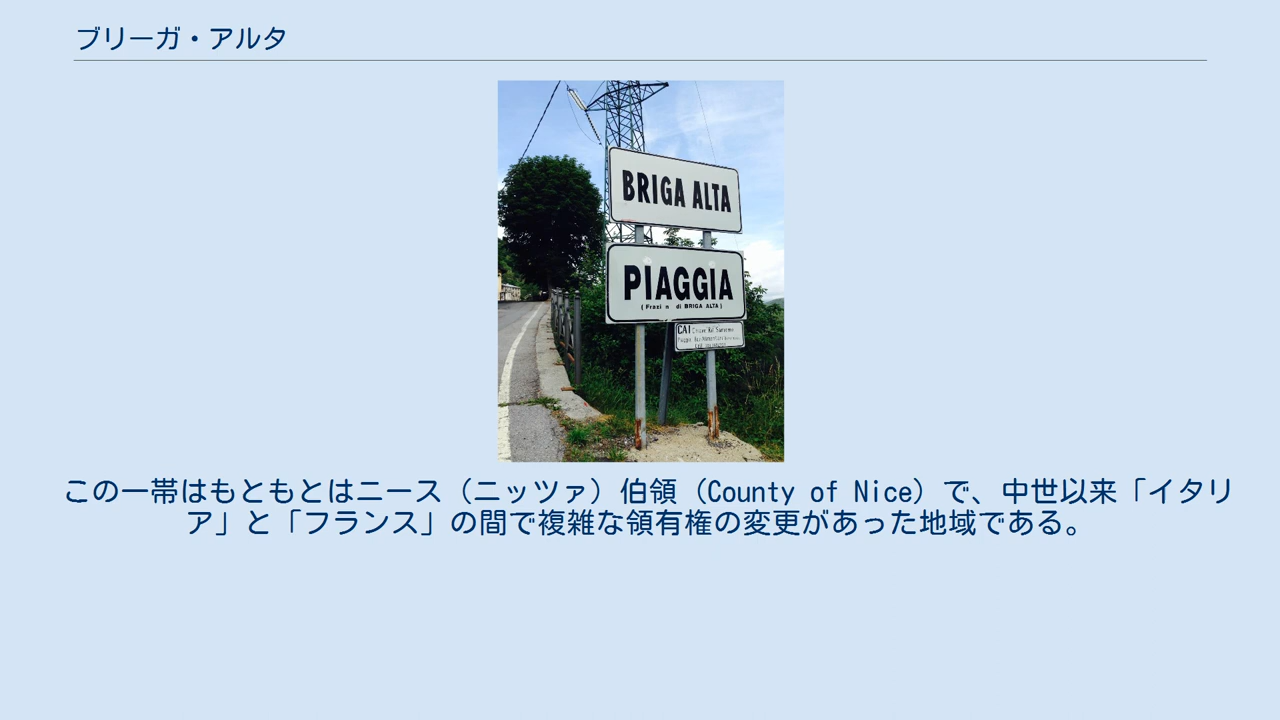 ブリーガ・アルタ
BRIGA ALTA
PIAGGIA
di BRIGA ALTA )
CAI
この一帯はもともとはニース（ニッツァ）伯領（County of Nice）で、中世以来「イタリ
ア」と「フランス」の間で複雑な領有権の変更があった地域である。